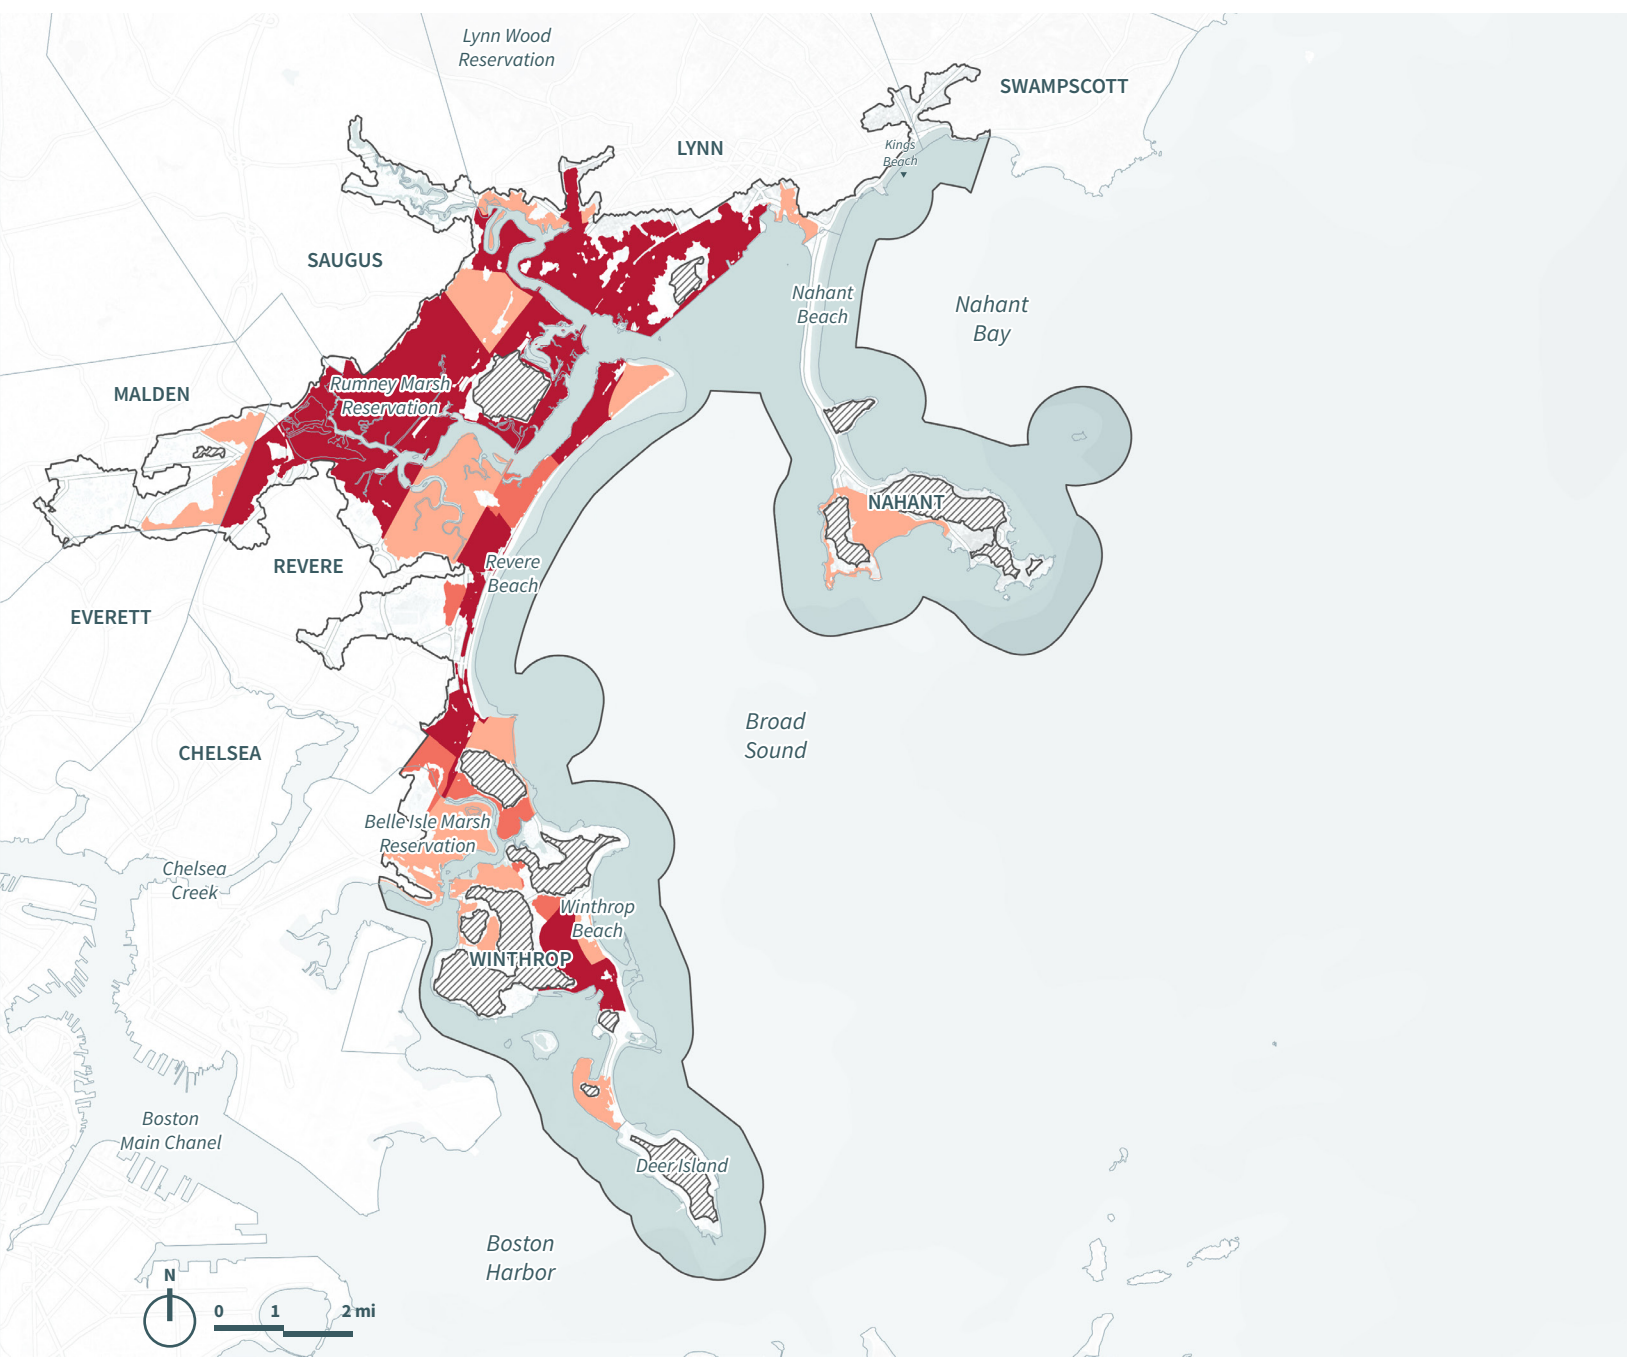 Lynn Wood
Reservation
SWAMPSCOTT
LYNN
Kings
Beach
SAUGUS
Nahant
Beach
Nahant
Bay
MALDEN
Rumney Marsh
Reservation
NAHANT
REVERE
Revere
Beach
EVERETT
Broad
Sound
CHELSEA
Belle Isle Marsh
Reservation
Chelsea
Creek
Winthrop
Beach
WINTHROP
Boston
Main Chanel
Deer Island
Boston
Harbor
N
0 1 2 mi